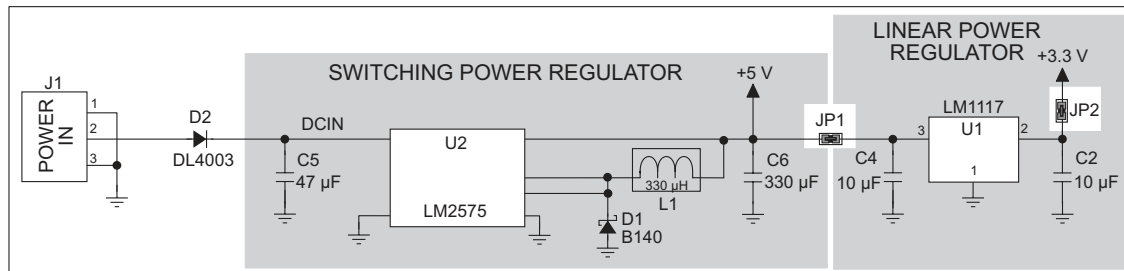 LINEAR POWER
REGULATOR
SWITCHING POWER REGULATOR
+3.3 V
+5 V
J1
POWER
IN
1
2
3
D2
DL4003
DCIN
C5
47 µF
U2
LM2575
330 µH
L1
D1
B140
C6
330 µF
JP1
C4
10 µF
LM1117
U1
3
2
1
JP2
C2
10 µF